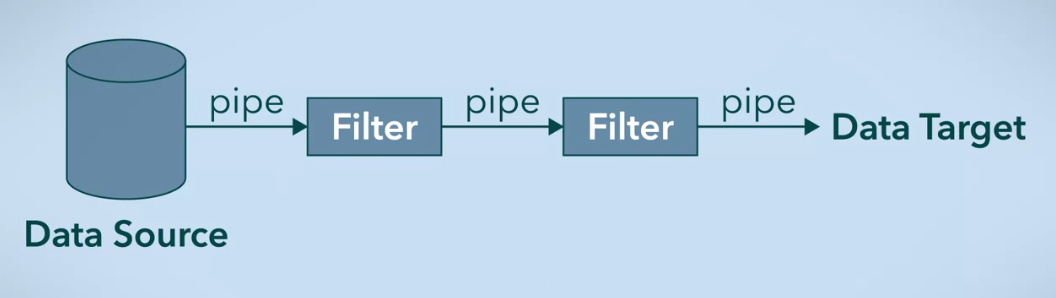 pipe
Filter
pipe
Filter
pipe
Data Target
Data Source